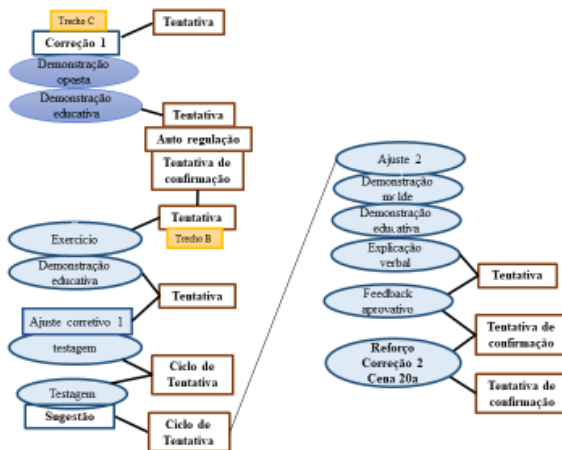 Trecho C
Correção 1
Tentativa
Demonstração
oposta
Demonstração
educativa
Tentativa
Auto regulação
Tentativa de
confirmação
Tentativa
Trecho B
Exercício
Demonstração
educativa
Tentativa
Ajuste corretivo 1
testagem
Ciclo de
Tentativa
Testagem
Sugestão
Ciclo de
Tentativa
Ajuste 2
Demonstração
molde
Demonstração
educativa
Explicação
verbal
Tentativa
Feedback
aprovativo
Tentativa de
confirmação
Reforço
Correção 2
Cena 20a
Tentativa de
confirmação